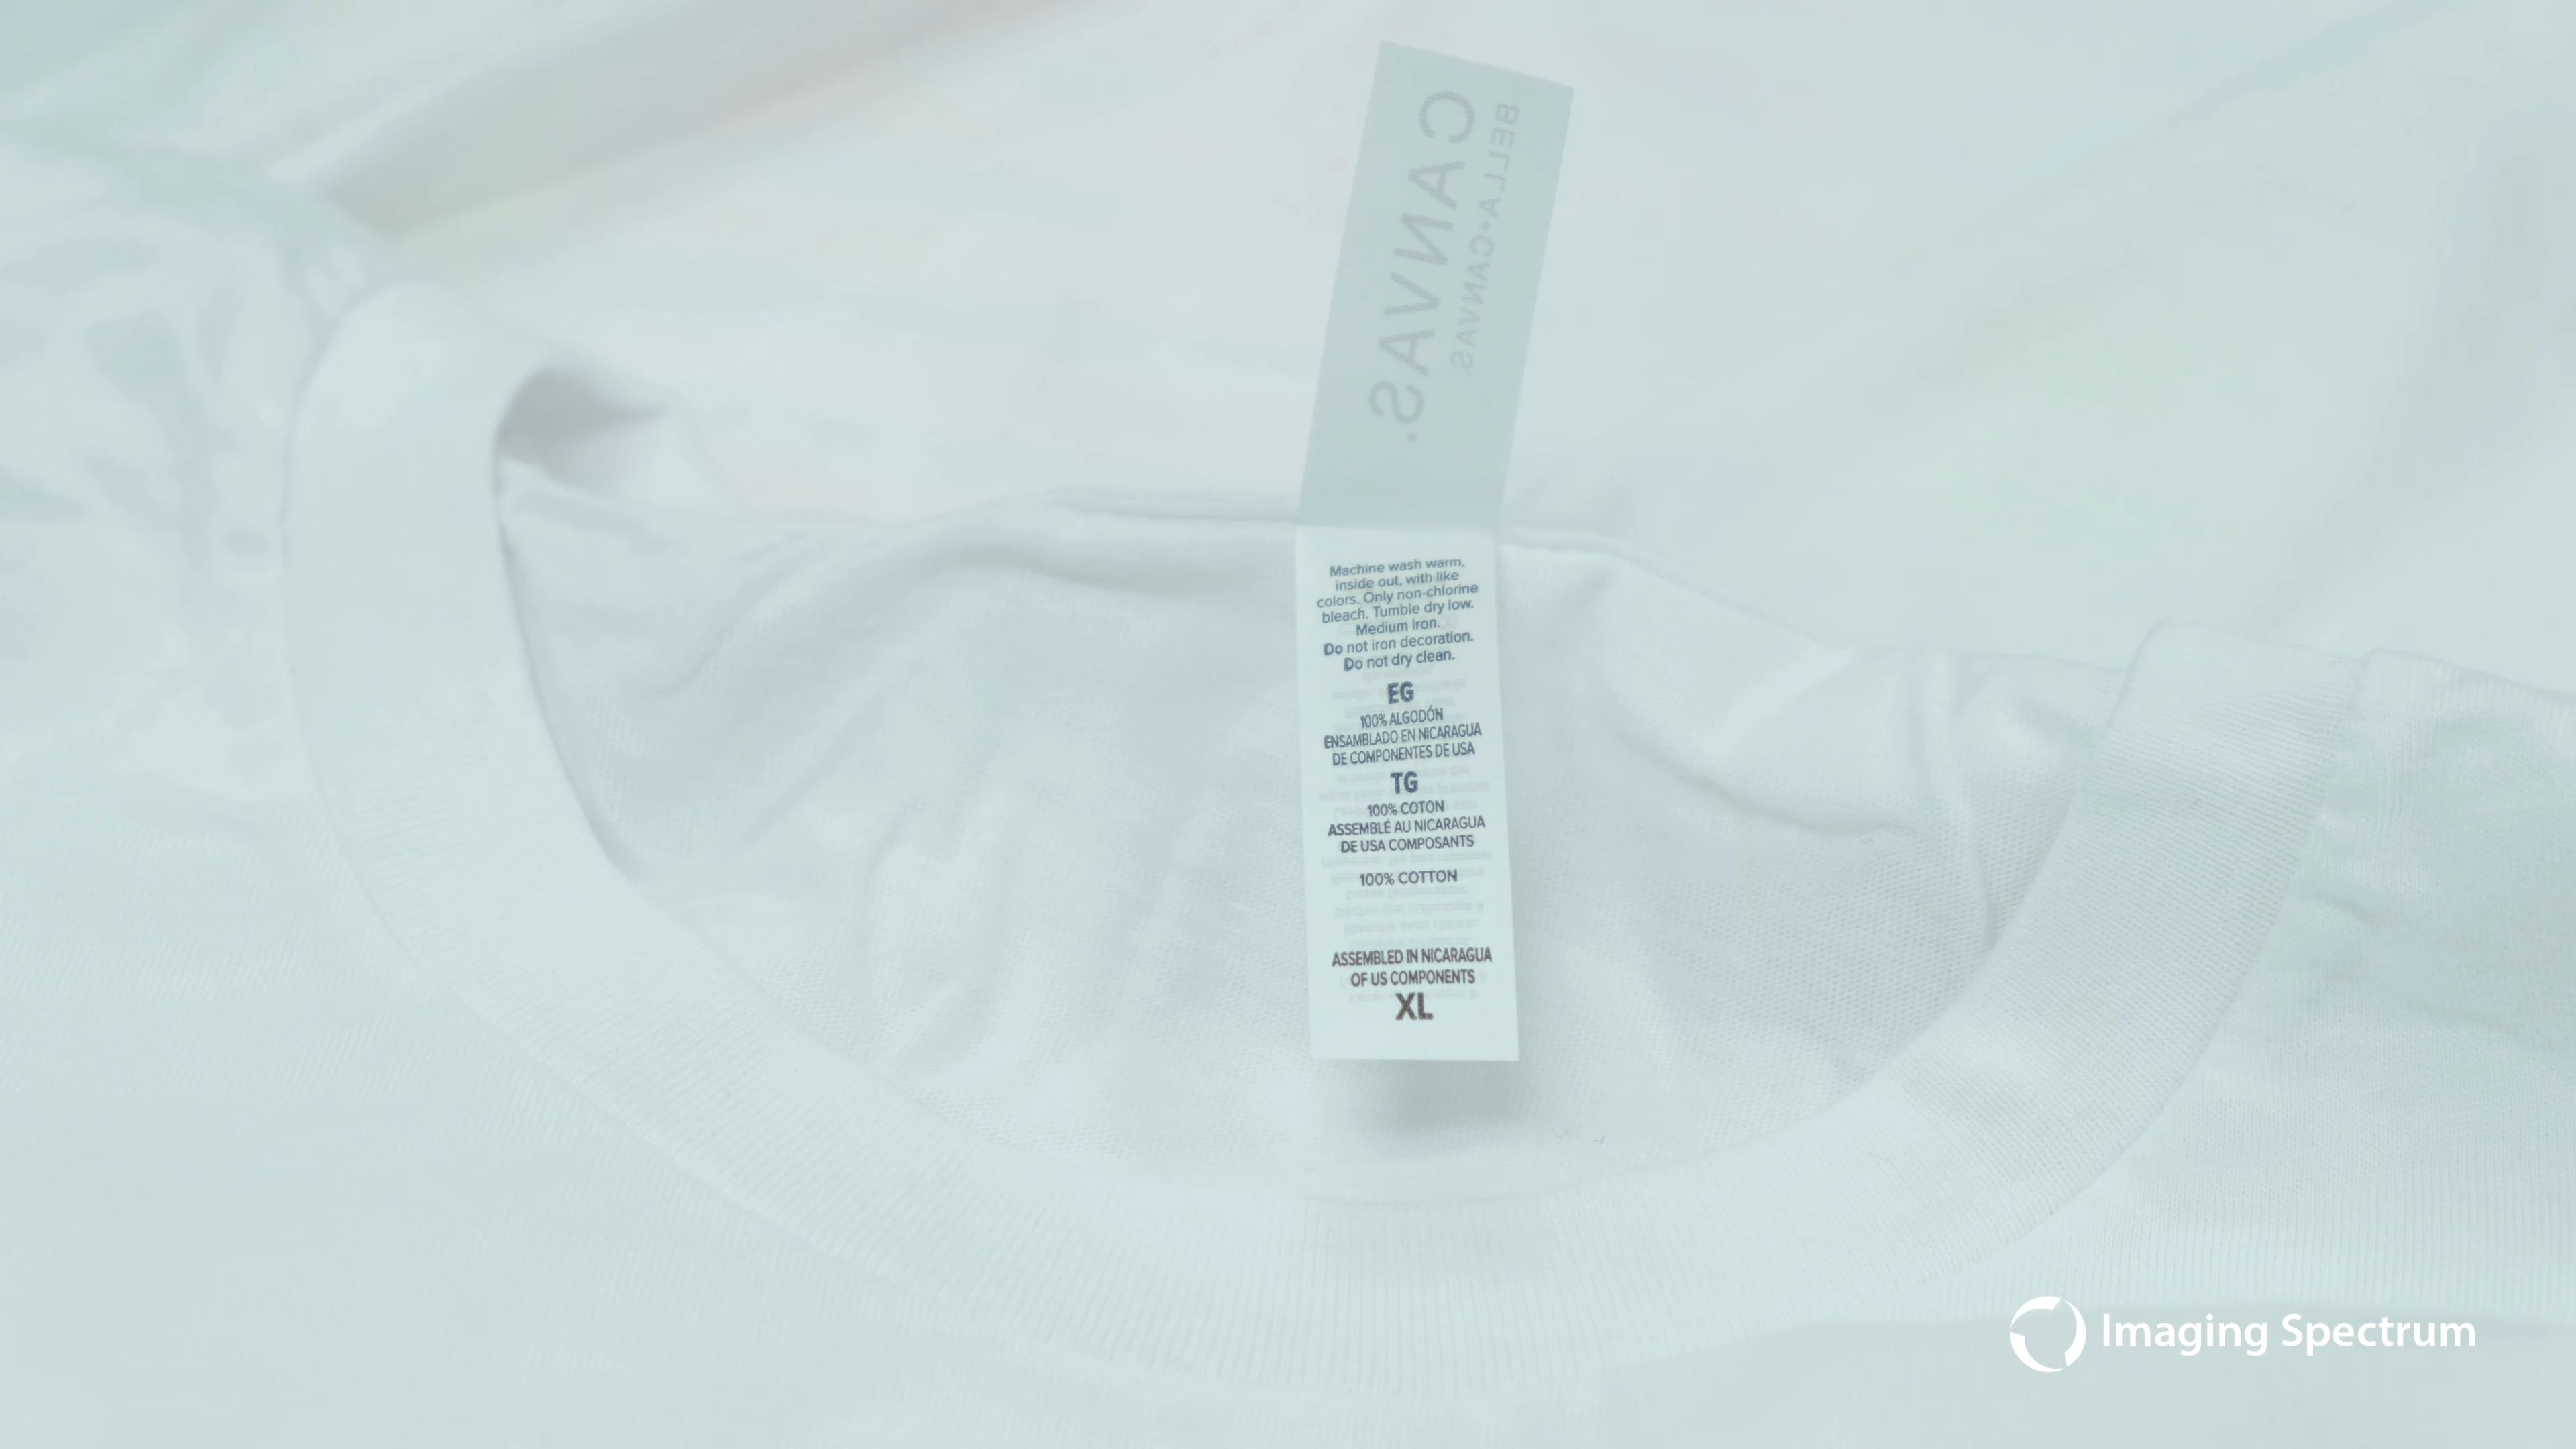 CANVAS.
BELLA+CANVAS.
Machine wash warm,
inside out, with like
colors. Only non-chlorine
bleach. Tumble dry low.
Medium iron.
Do not iron decoration.
Do not dry clean.
EG
100% ALGODÓN
ENSAMBLADO EN NICARAGUA
DE COMPONENTES DE USA
TG
100% COTON
ASSEMBLÉ AU NICARAGUA
DE USA COMPOSANTS
100% COTTON
ASSEMBLED IN NICARAGUA
OF US COMPONENTS
XL
Imaging Spectrum